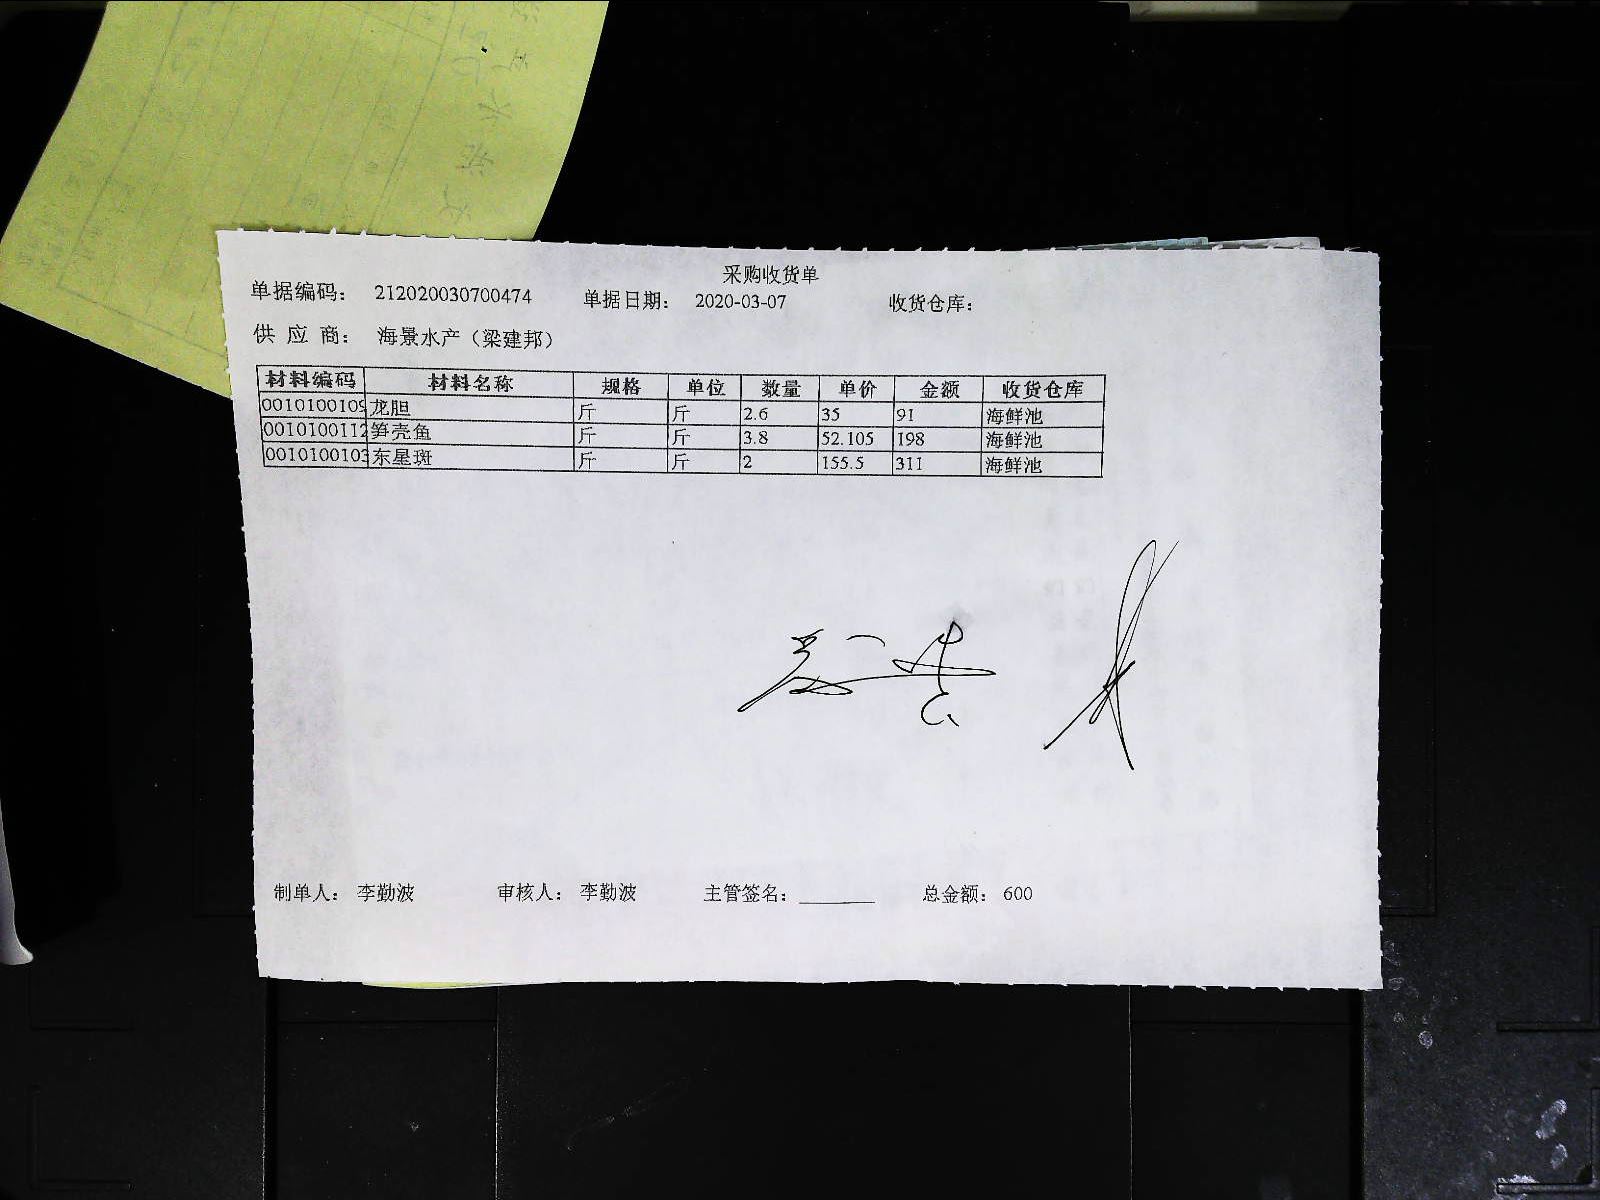 采购收货单
单据编码： 212020030700474 单据日期： 2020-03-07 收货仓库：
供 应 商： 海景水产（梁建邦）
材料编码 材料名称 规格 单位 数量 单价 金额 收货仓库
0010100109 龙胆 斤 斤 2.6 35 91 海鲜池
0010100112 笋壳鱼 斤 斤 3.8 52.105 198 海鲜池
0010100103 东星斑 斤 斤 2 155.5 311 海鲜池
制单人： 李勤波 审核人： 李勤波 主管签名： 总金额： 600